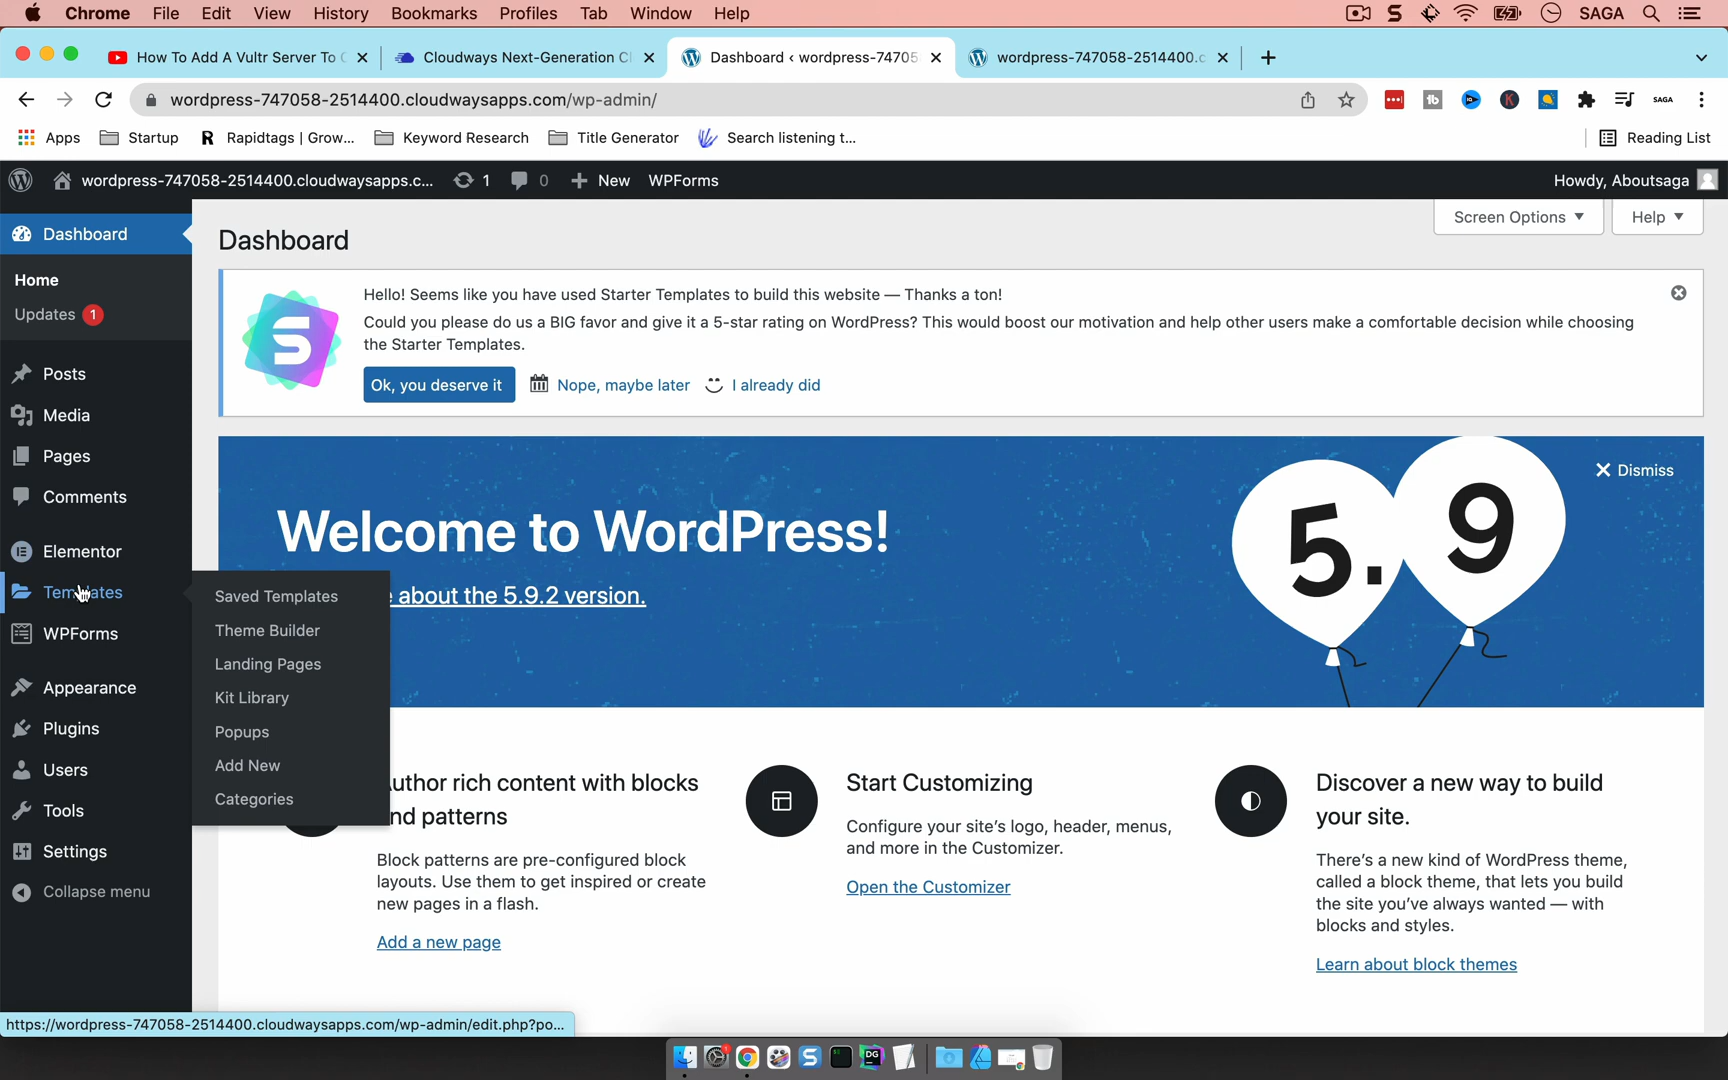 Chrome File Edit View History Bookmarks Profiles Tab Window Help SAGA
How To Add A Vultr Server To C
Cloudways Next-Generation Cl
Dashboard ‹ wordpress-74705
wordpress-747058-2514400.c
wordpress-747058-2514400.cloudwaysapps.com/wp-admin/
Apps Startup Rapidtags | Grow... Keyword Research Title Generator Search listening t... Reading List
wordpress-747058-2514400.cloudwaysapps.c... 1 0 New WPForms Howdy, Aboutsaga
Screen Options Help
Dashboard
Home
Updates 1
Posts
Media
Pages
Comments
Elementor
Templates
WPForms
Appearance
Plugins
Users
Tools
Settings
Collapse menu
Saved Templates
Theme Builder
Landing Pages
Kit Library
Popups
Add New
Categories
Dashboard
Hello! Seems like you have used Starter Templates to build this website — Thanks a ton!
Could you please do us a BIG favor and give it a 5-star rating on WordPress? This would boost our motivation and help other users make a comfortable decision while choosing
the Starter Templates.
Ok, you deserve it Nope, maybe later I already did
Dismiss
5.9
Welcome to WordPress!
about the 5.9.2 version.
uthor rich content with blocks
nd patterns
Block patterns are pre-configured block
layouts. Use them to get inspired or create
new pages in a flash.
Add a new page
Start Customizing
Configure your site's logo, header, menus,
and more in the Customizer.
Open the Customizer
Discover a new way to build
your site.
There's a new kind of WordPress theme,
called a block theme, that lets you build
the site you've always wanted — with
blocks and styles.
Learn about block themes
https://wordpress-747058-2514400.cloudwaysapps.com/wp-admin/edit.php?po...
DG